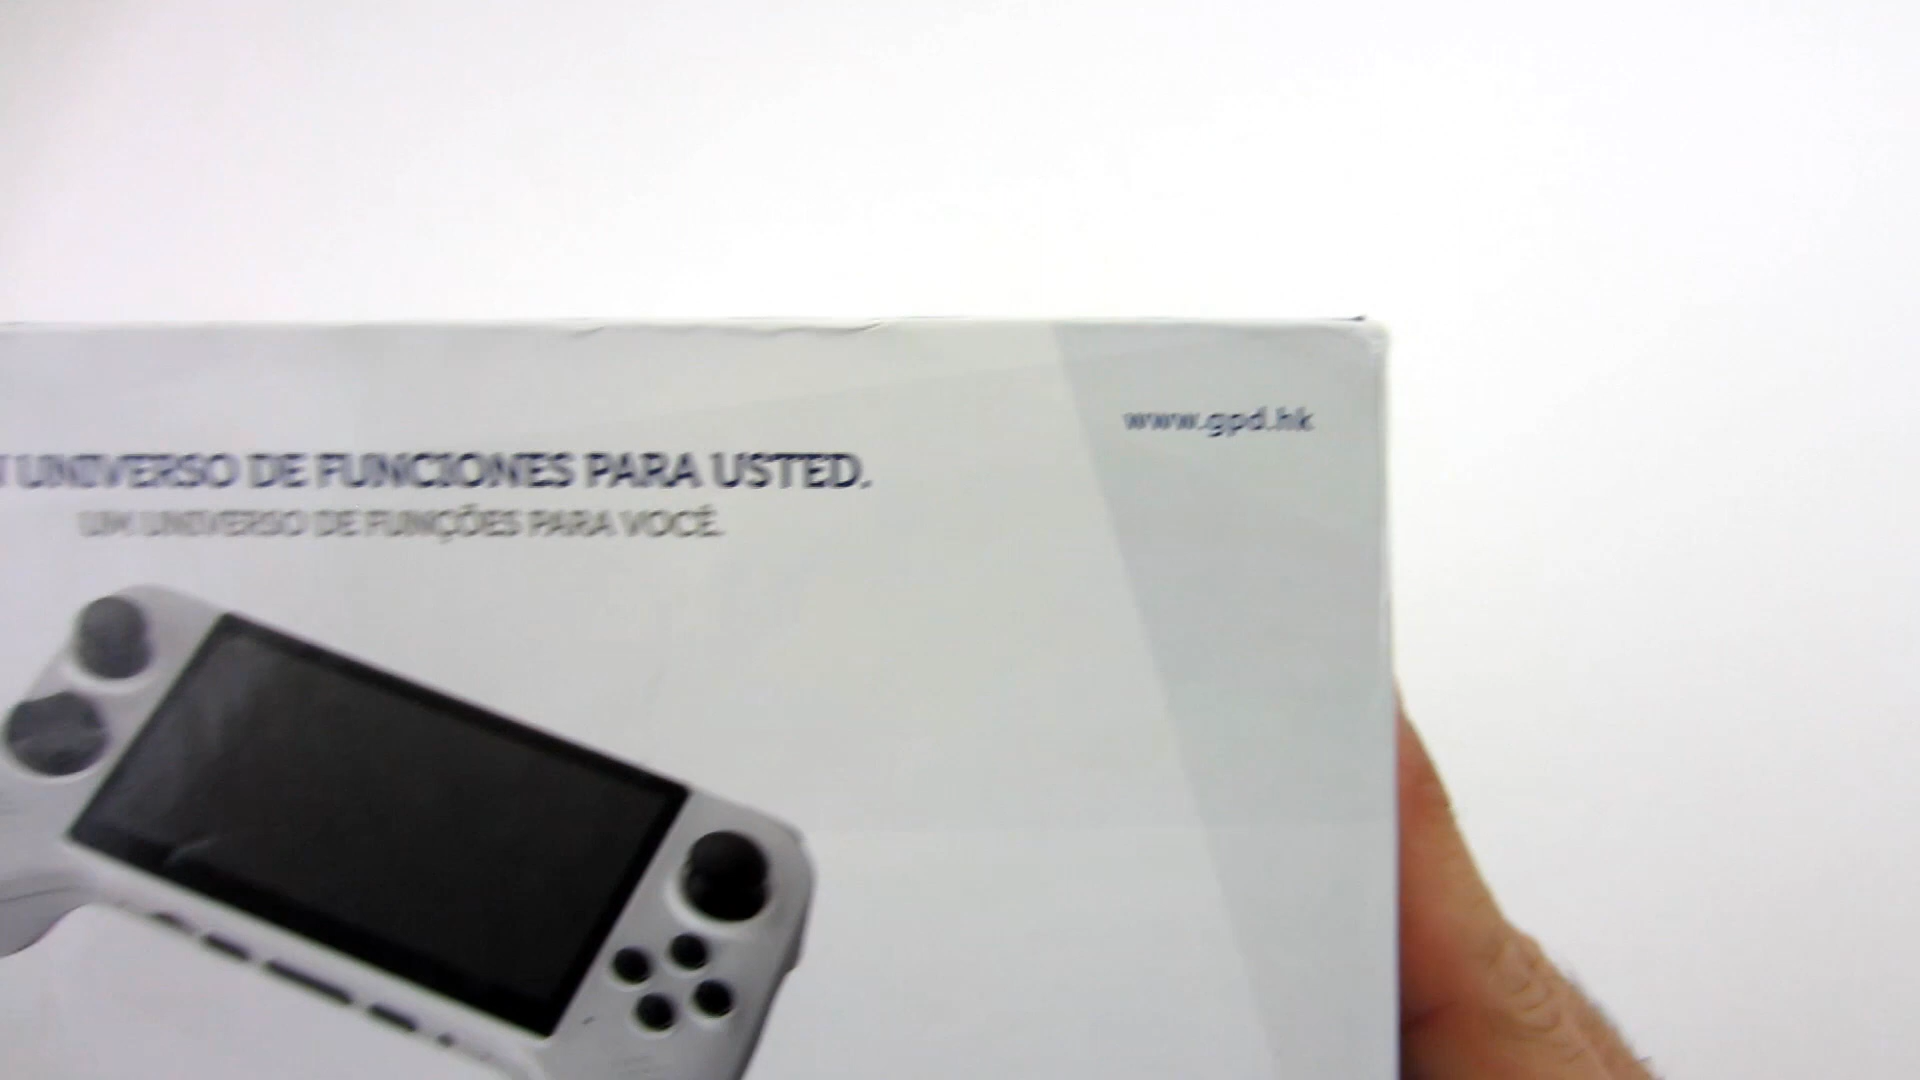 www.gpd.hk
UNIVERSO DE FUNCIONES PARA USTED.
UM UNIVERSO DE FUNÇÕES PARA VOCÊ.